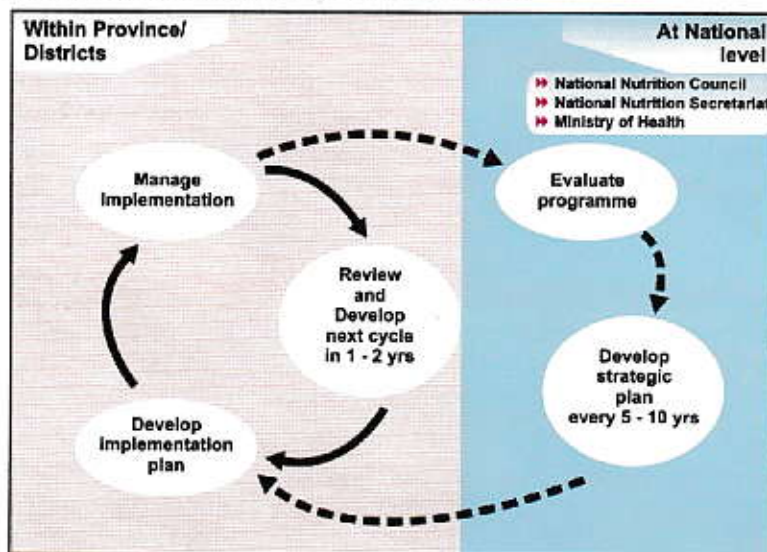 Within Province/
Districts
At National
level
National Nutrition Council
National Nutrition Secretariat
Ministry of Health
Manage
Implementation
Evaluate
programme
Review
and
Develop
next cycle
in 1 - 2 yrs
Develop
strategic
plan
every 5 - 10 yrs
Develop
implementation
plan